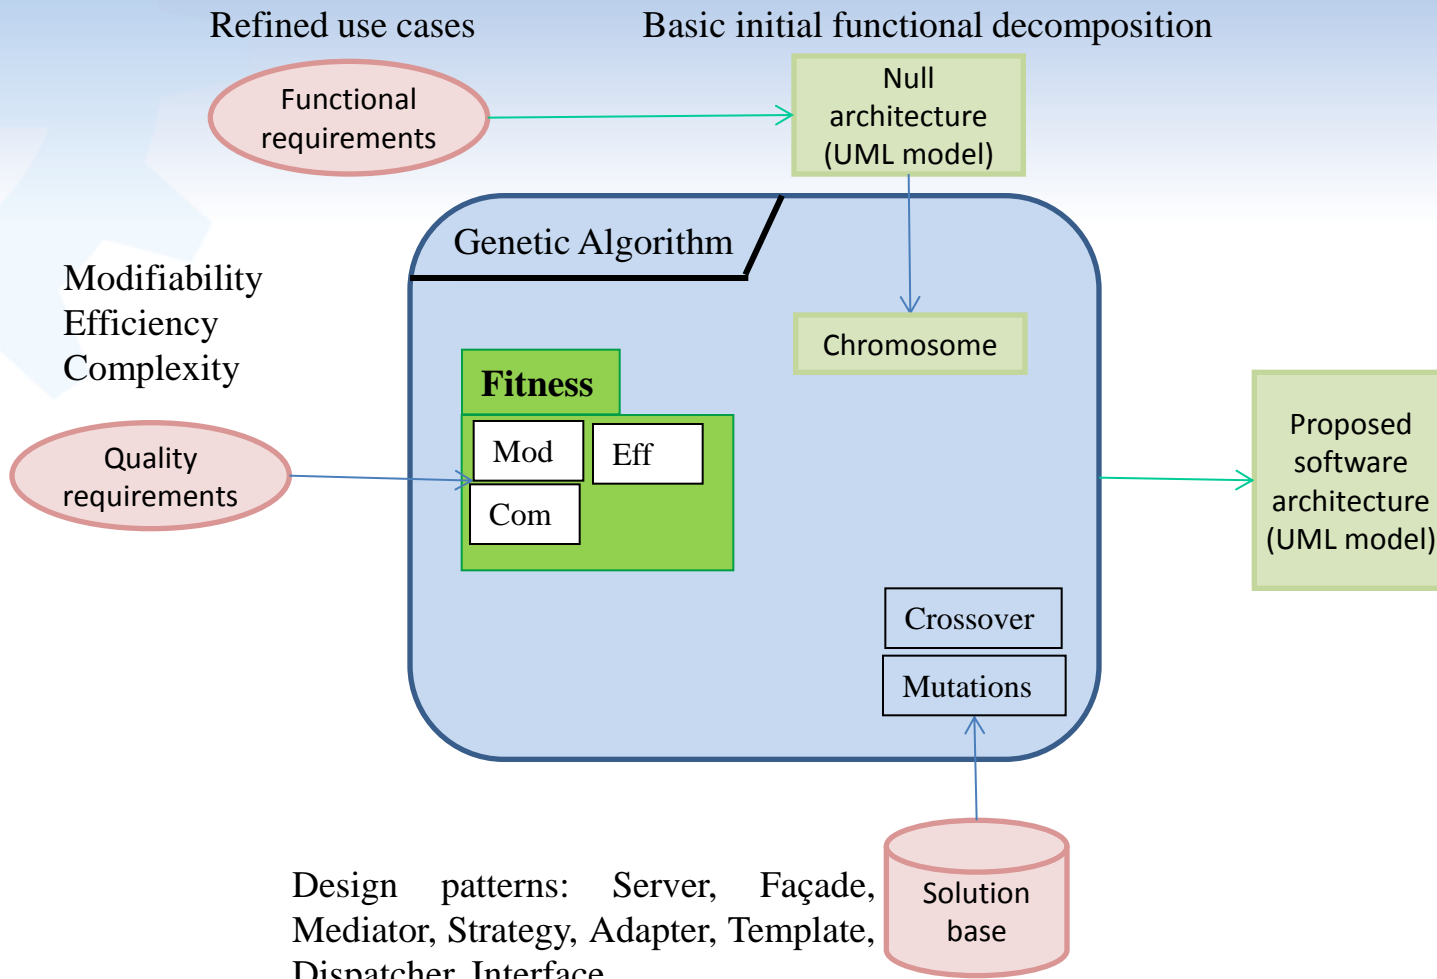 Refined use cases
Basic initial functional decomposition
Functional
requirements
Null
architecture
(UML model)
Genetic Algorithm
Modifiability
Efficiency
Complexity
Chromosome
Fitness
Mod
Eff
Com
Quality
requirements
Proposed
software
architecture
(UML model)
Crossover
Mutations
Solution
base
Design patterns: Server, Façade,
Mediator, Strategy, Adapter, Template,
Dispatcher, Interface